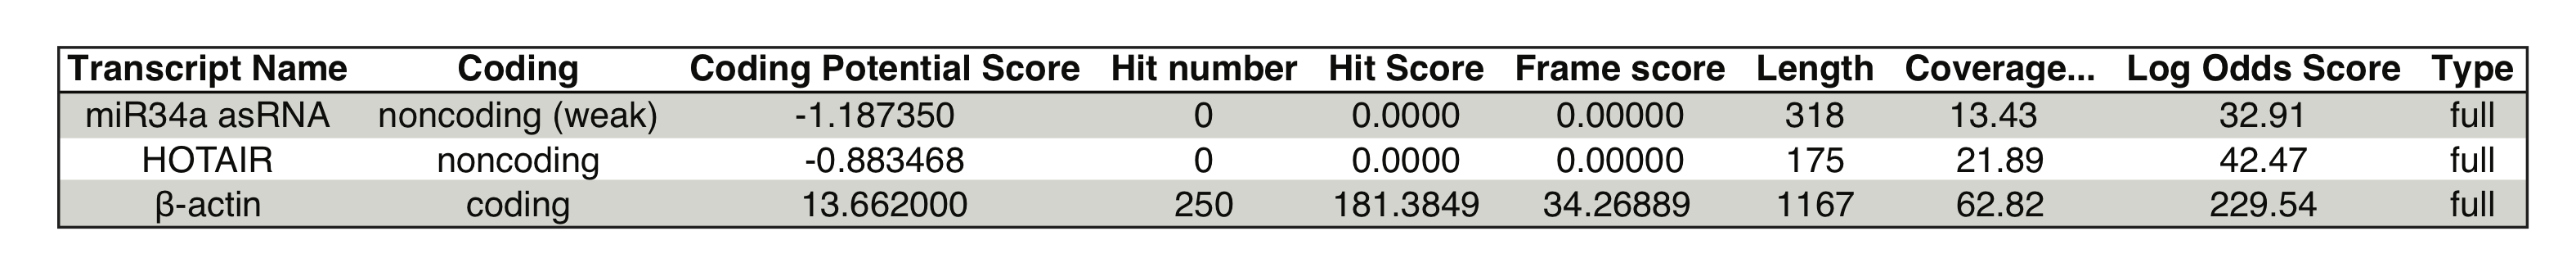 Transcript Name Coding Coding Potential Score Hit number Hit Score Frame score Length Coverage... Log Odds Score Type
miR34a asRNA noncoding (weak) -1.187350 0 0.0000 0.00000 318 13.43 32.91 full
HOTAIR noncoding -0.883468 0 0.0000 0.00000 175 21.89 42.47 full
β-actin coding 13.662000 250 181.3849 34.26889 1167 62.82 229.54 full